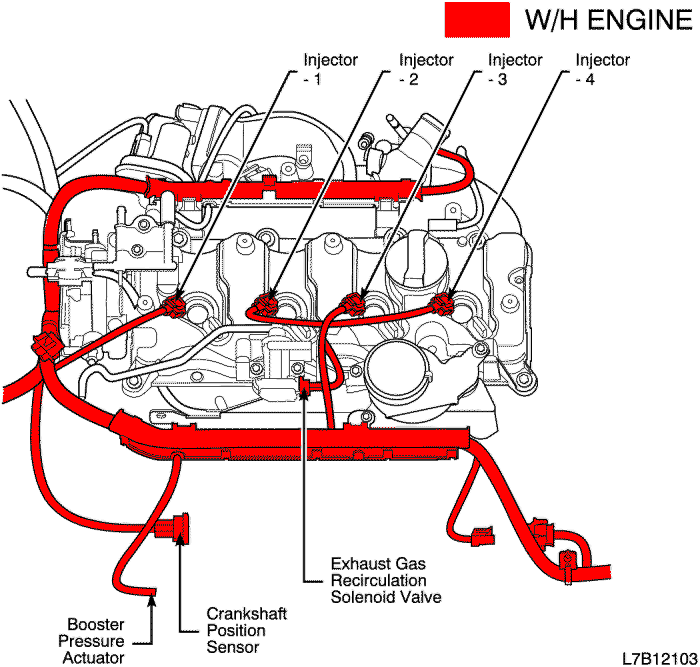 W/H ENGINE
Injector
- 1
Injector
- 2
Injector
- 3
Injector
- 4
Exhaust Gas
Recirculation
Solenoid Valve
Crankshaft
Position
Sensor
Booster
Pressure
Actuator
L7B12103